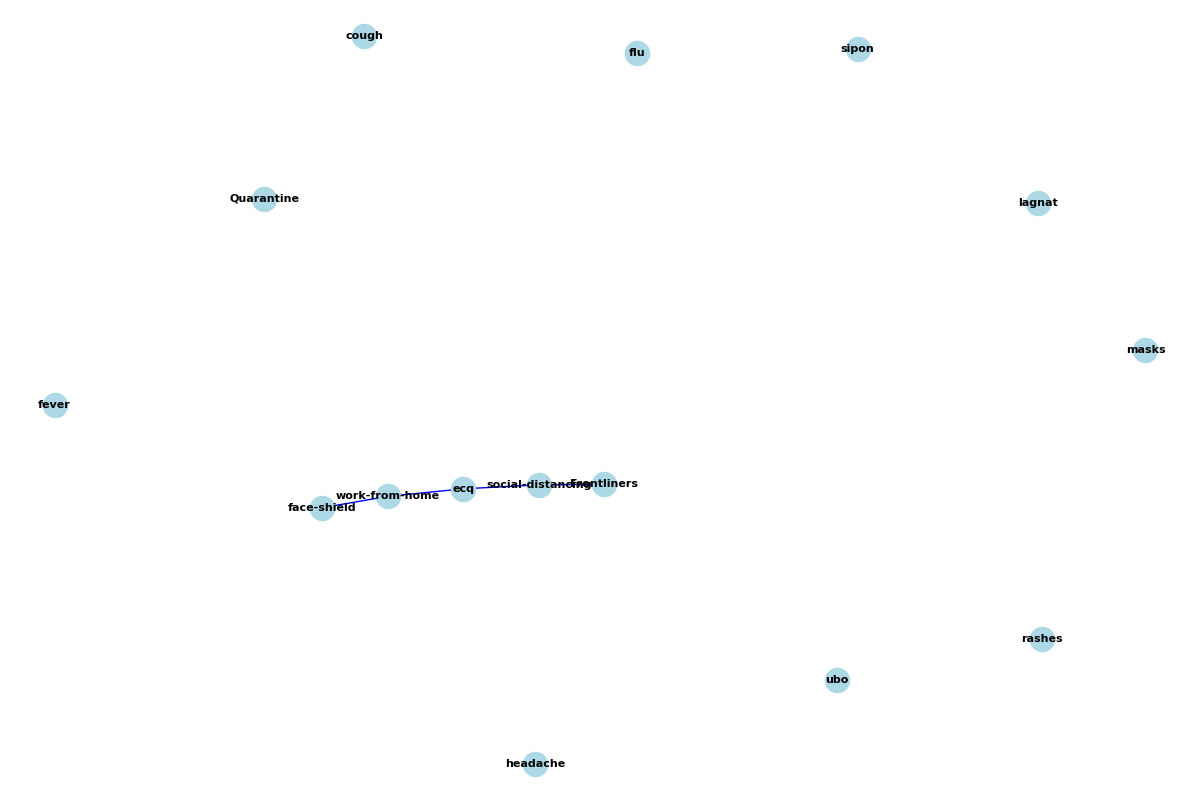 cough
flu
sipon
Quarantine
lagnat
masks
fever
face-shield
work-from-home
ecq
social-distancing
Frontliners
rashes
ubo
headache